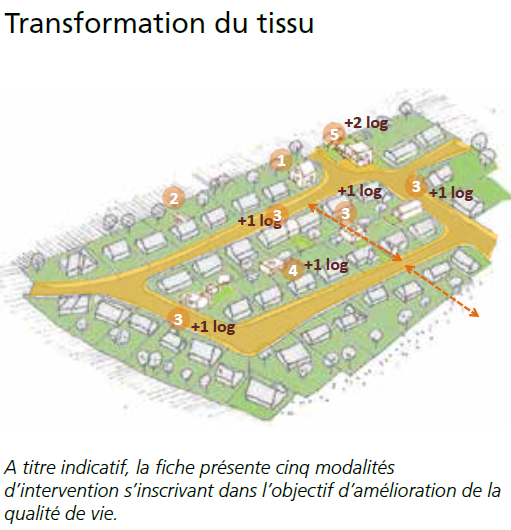 Transformation du tissu
5 +2 log
1
2
+1 log 3 +1 log
+1 log 3 3
4 +1 log
3 +1 log
A titre indicatif, la fiche présente cinq modalités
d'intervention s'inscrivant dans l'objectif d'amélioration de la
qualité de vie.